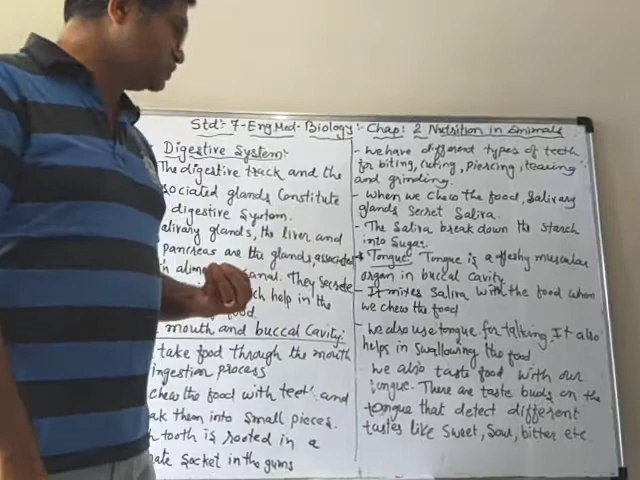 Std:- 7- Eng Med- Biology:- Chap: 2 Nutrition in Animals
Digestive System:-
The digestive track and the
sociated glands Constitute
digestive System.
alivary glands, the liver and
pancreas are the glands, associated
in alim canal. They secrete
ch help in the
food.
mouth and buccal Cavity:-
take food through the mouth
ingestion process
chew the food with teeth and
ak them into Small pieces.
h tooth is rooted in a
rate Socket in the gums
- We have different types of teeth
for biting, cuting, Piercing, tearing
and grinding.
- When we chew the food, Salivary
glands Secret Saliva.
- The Saliva break down the Starch
into Sugar.
Tongue: Tongue is a fleshy muscular
organ in buccal Cavity
- It mixes Saliva with the food when
we chew the food
- We also use tongue for talking. It also
helps in Swallowing the food.
we also taste food with our
tongue. There are taste buds on the
tongue that detect different
tastes like Sweet, Sour, bitter etc.